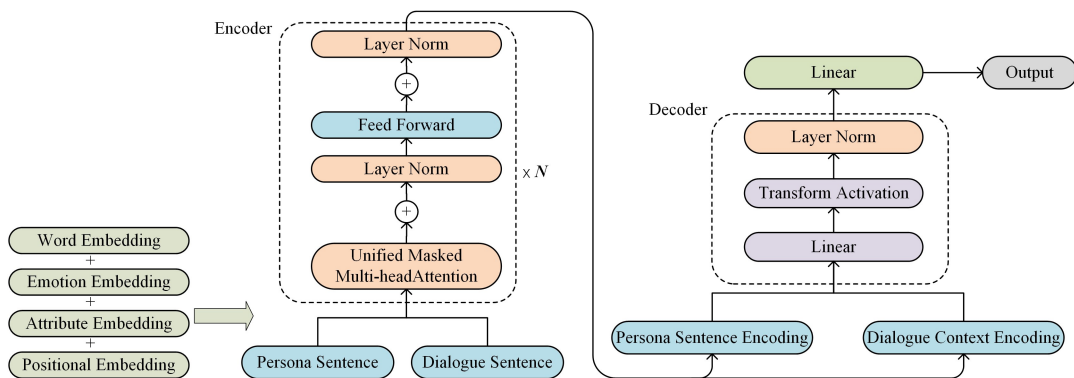 Word Embedding
+
Emotion Embedding
+
Attribute Embedding
+
Positional Embedding
Encoder
Layer Norm
+
Feed Forward
Layer Norm
+
Unified Masked
Multi-headAttention
× N
Persona Sentence
Dialogue Sentence
Linear
Output
Decoder
Layer Norm
Transform Activation
Linear
Persona Sentence Encoding
Dialogue Context Encoding